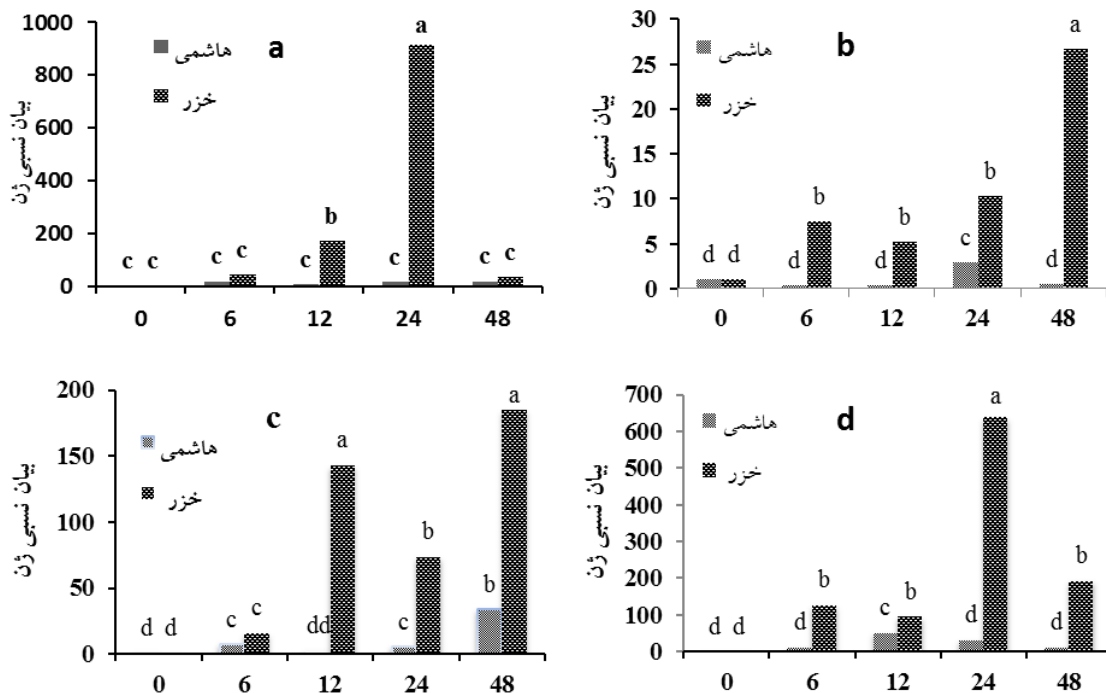 a
هاشمی
خزر
بیان نسبی ژن
1000
800
600
400
200
0
c c
c c
c b
c a
c c
0 6 12 24 48
b
هاشمی
خزر
بیان نسبی ژن
30
25
20
15
10
5
0
d d
d b
d b
c b
d a
0 6 12 24 48
c
هاشمی
خزر
بیان نسبی ژن
200
150
100
50
0
d d
c c
dd a
c b
b a
0 6 12 24 48
d
هاشمی
خزر
بیان نسبی ژن
700
600
500
400
300
200
100
0
d d
d b
c b
d a
d b
0 6 12 24 48